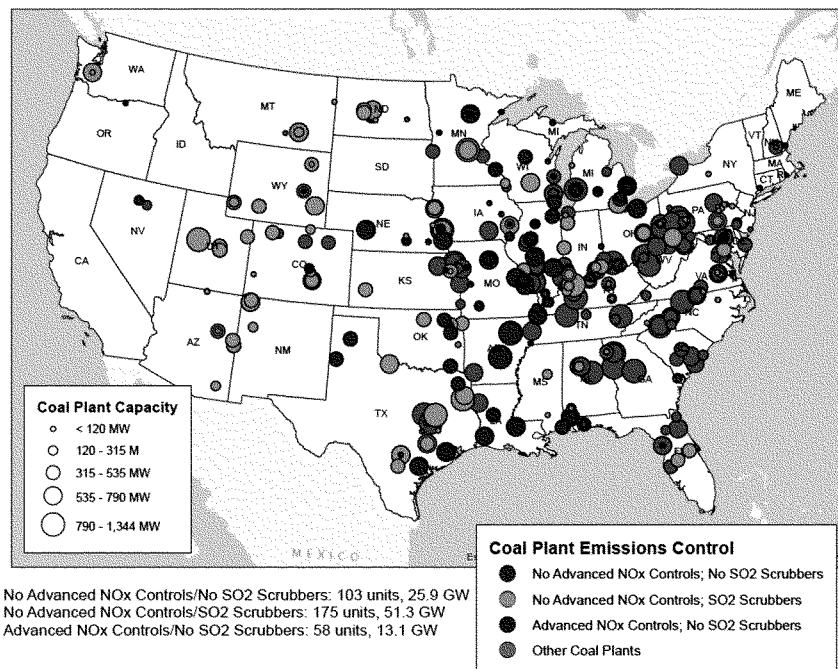 WA
MT
ND
MN
MI
ME
OR
ID
WY
SD
WI
MI
VT
NY
MA
CT
NV
NE
IA
PA
NJ
CA
CO
KS
MO
IN
OH
WV
VA
AZ
NM
OK
TN
NC
MS
GA
TX
LA
MEXICO
Coal Plant Capacity
< 120 MW
120 - 315 M
315 - 535 MW
535 - 790 MW
790 - 1,344 MW
Coal Plant Emissions Control
No Advanced NOx Controls; No SO2 Scrubbers
No Advanced NOx Controls; SO2 Scrubbers
Advanced NOx Controls; No SO2 Scrubbers
Other Coal Plants
No Advanced NOx Controls/No SO2 Scrubbers: 103 units, 25.9 GW
No Advanced NOx Controls/SO2 Scrubbers: 175 units, 51.3 GW
Advanced NOx Controls/No SO2 Scrubbers: 58 units, 13.1 GW